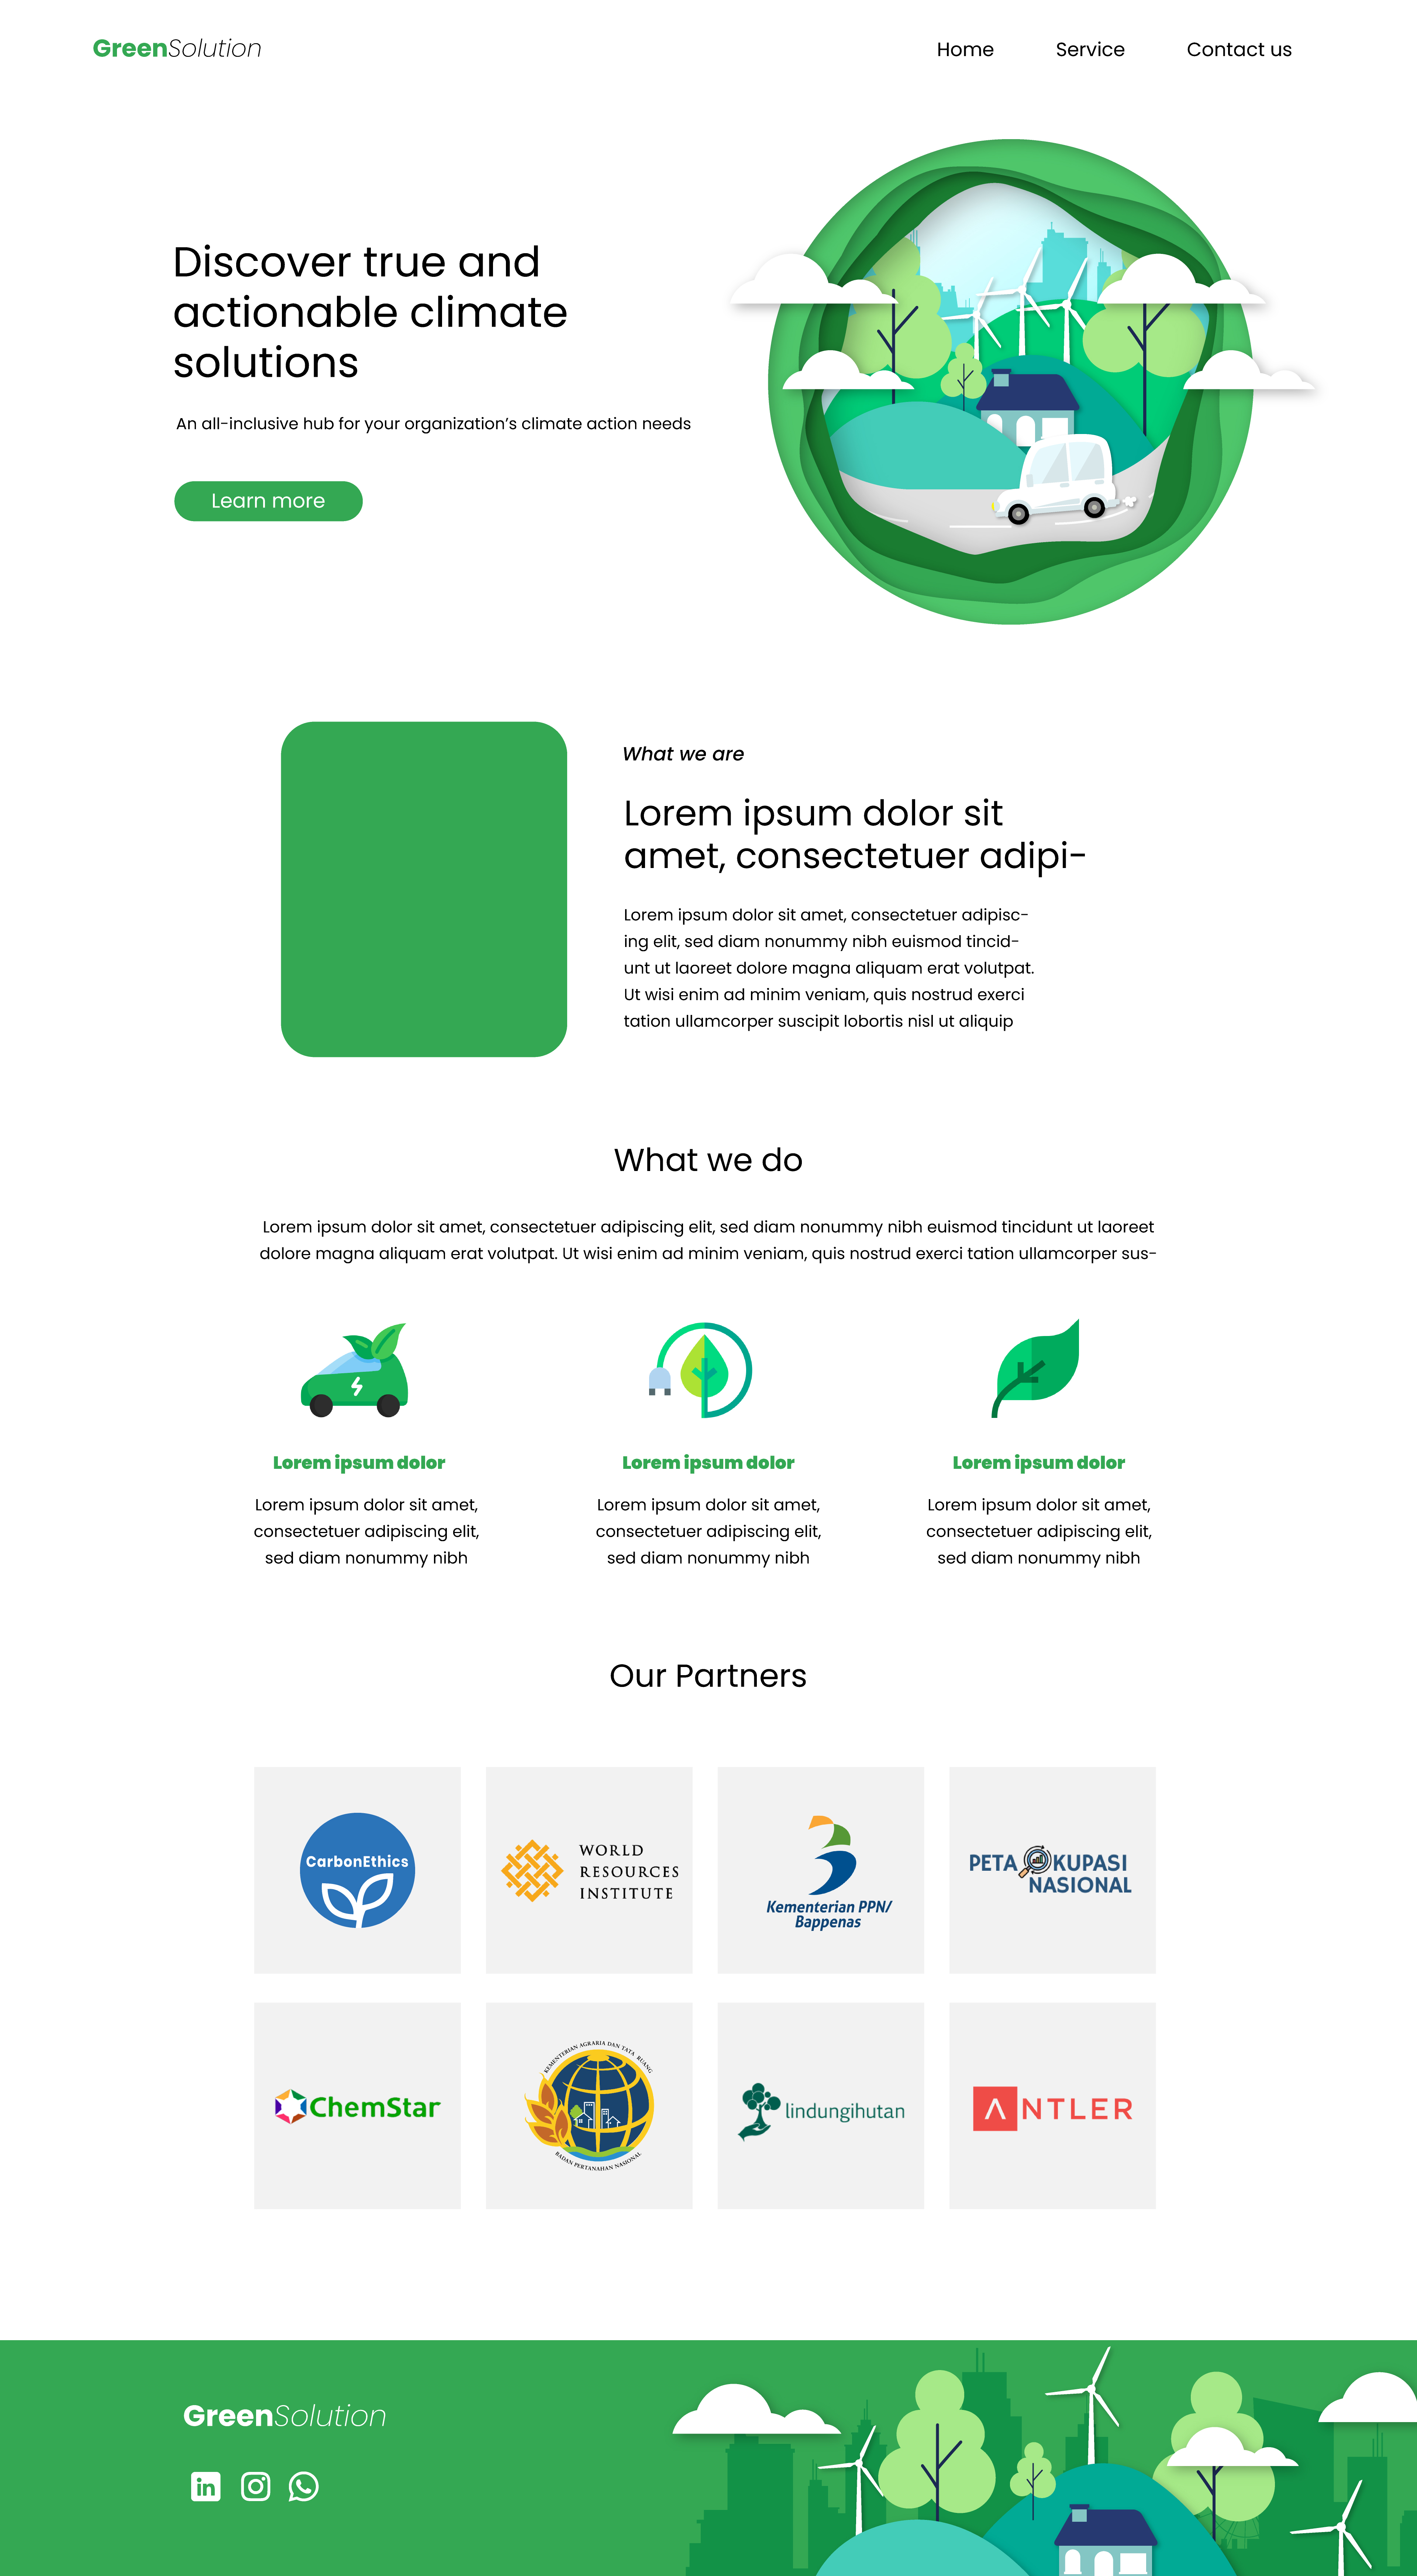 GreenSolution
Home
Service
Contact us
Discover true and
actionable climate
solutions
An all-inclusive hub for your organization's climate action needs
Learn more
What we are
Lorem ipsum dolor sit
amet, consectetuer adipi-
Lorem ipsum dolor sit amet, consectetuer adipisc-
ing elit, sed diam nonummy nibh euismod tincid-
unt ut laoreet dolore magna aliquam erat volutpat.
Ut wisi enim ad minim veniam, quis nostrud exerci
tation ullamcorper suscipit lobortis nisl ut aliquip
What we do
Lorem ipsum dolor sit amet, consectetuer adipiscing elit, sed diam nonummy nibh euismod tincidunt ut laoreet
dolore magna aliquam erat volutpat. Ut wisi enim ad minim veniam, quis nostrud exerci tation ullamcorper sus-
Lorem ipsum dolor
Lorem ipsum dolor sit amet,
consectetuer adipiscing elit,
sed diam nonummy nibh
Lorem ipsum dolor
Lorem ipsum dolor sit amet,
consectetuer adipiscing elit,
sed diam nonummy nibh
Lorem ipsum dolor
Lorem ipsum dolor sit amet,
consectetuer adipiscing elit,
sed diam nonummy nibh
Our Partners
CarbonEthics
WORLD
RESOURCES
INSTITUTE
Kementerian PPN/
Bappenas
PETA OKUPASI
NASIONAL
ChemStar
KEMENTERIAN AGRARIA DAN TATA RUANG
BADAN PERTANAHAN NASIONAL
lindungihutan
ANTLER
GreenSolution
in